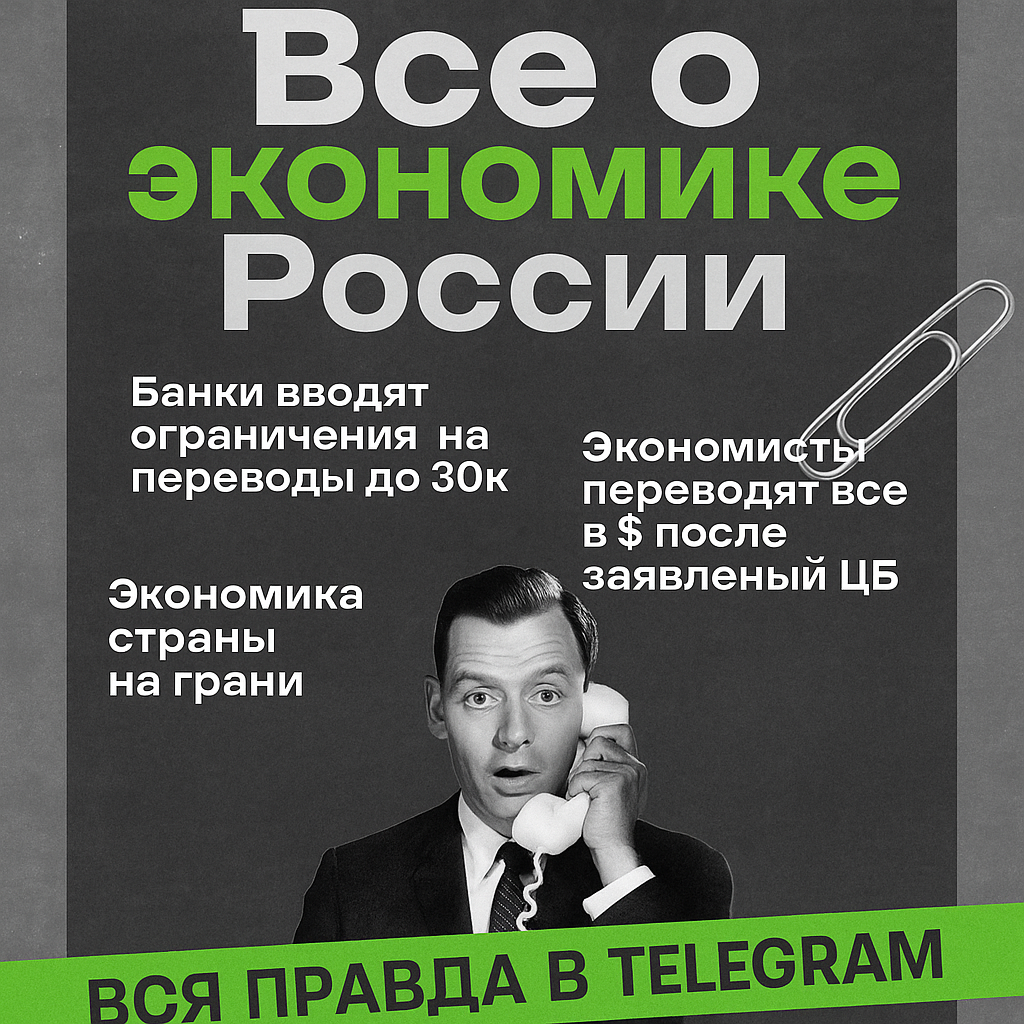 Все о
экономике
России
Банки вводят
ограничения на
переводы до 30к
Экономисты
переводят все
в $ после
заявленый ЦБ
Экономика
страны
на грани
ВСЯ ПРАВДА В TELEGRAM